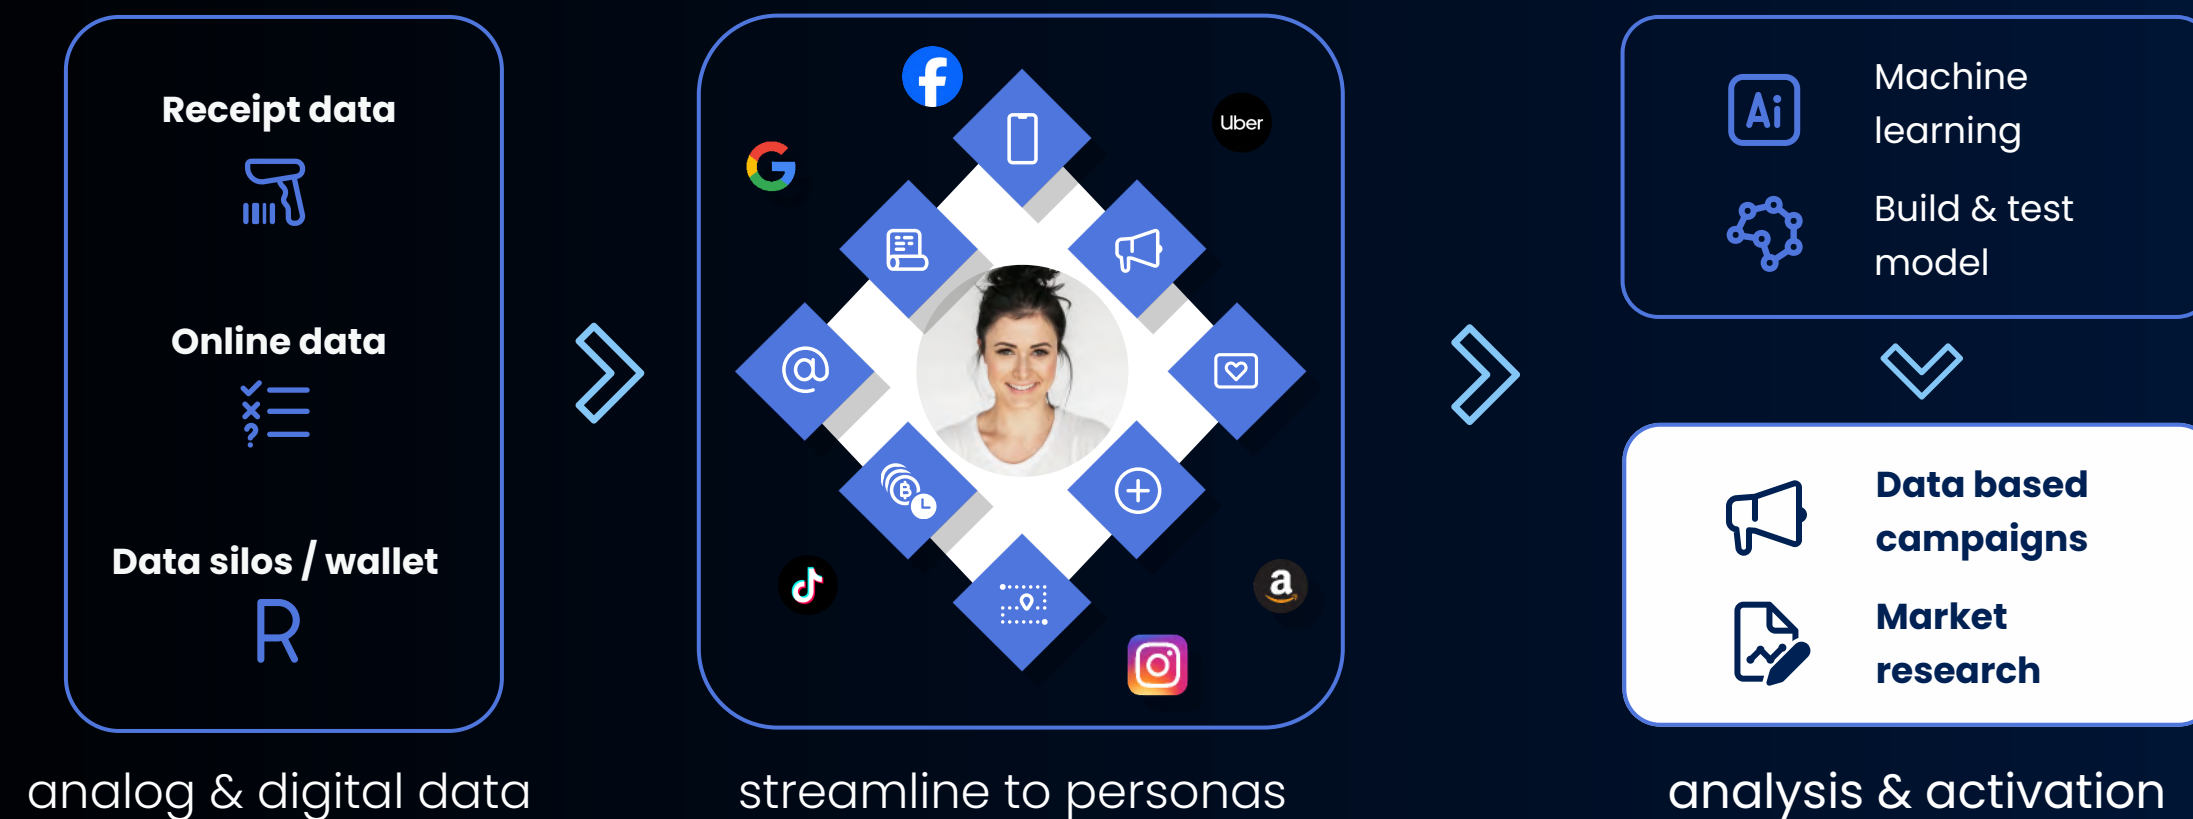 Receipt data
Online data
Data silos / wallet
R
analog & digital data
Uber
@
streamline to personas
Ai
Machine
learning
Build & test
model
Data based
campaigns
Market
research
analysis & activation